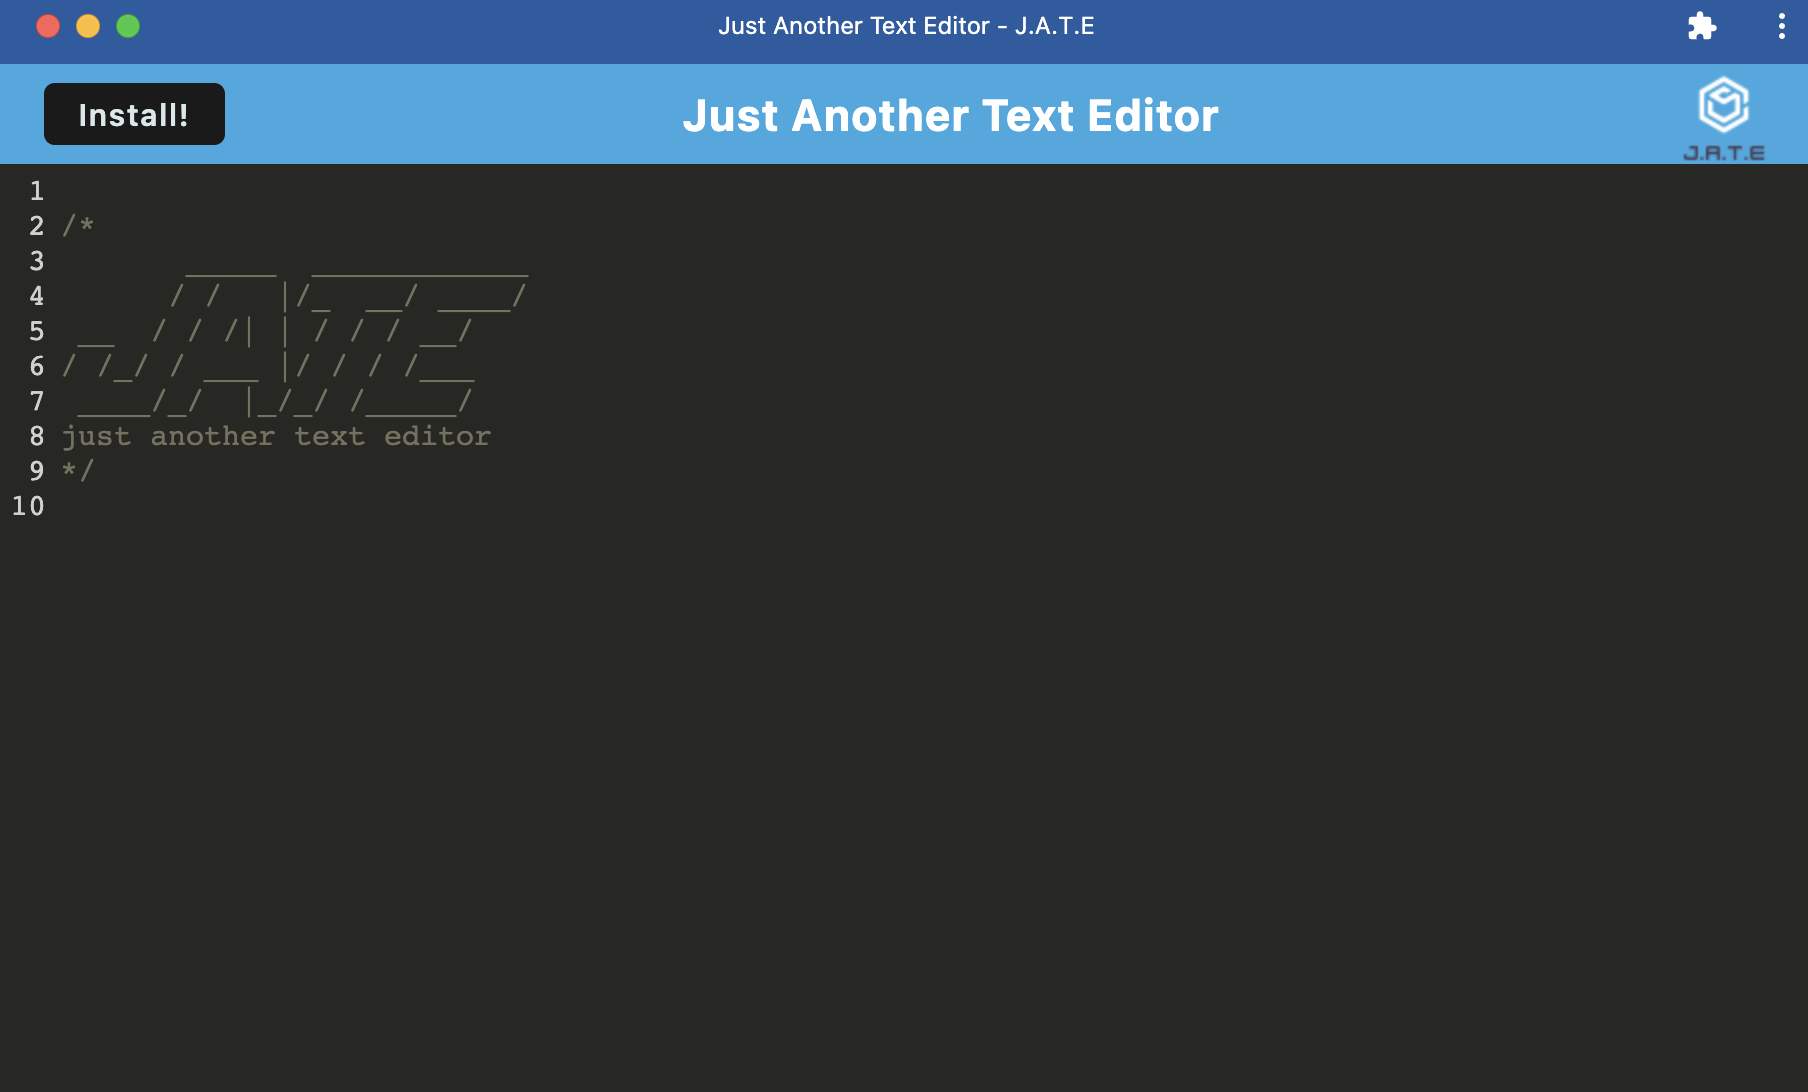 Just Another Text Editor - J.A.T.E
Install!
Just Another Text Editor
J.A.T.E
1
2 /*
3        _____   ____________
4       / /    |/_  __/ ____/
5  __  / / /| | / / / __/
6 / /_/ / ___ |/ / / /___
7  ____/_/  |_/_/ /_____/
8 just another text editor
9 */
10